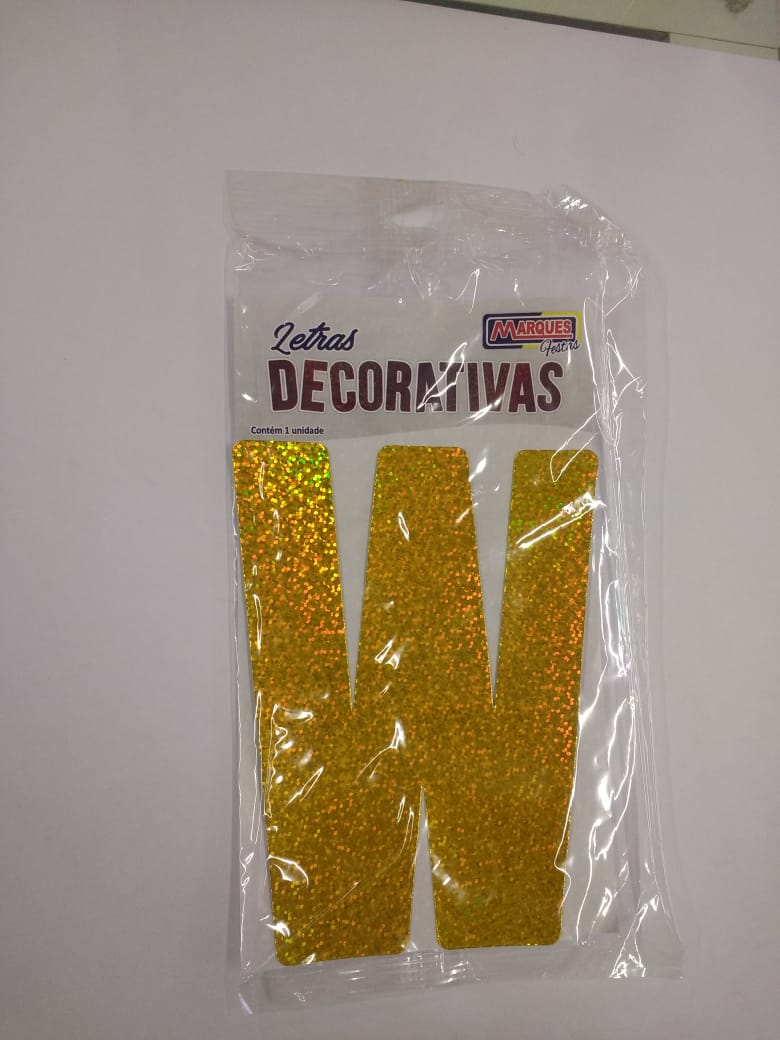 Letras
MARQUES
Festas
DECORATIVAS
Contém 1 unidade
W